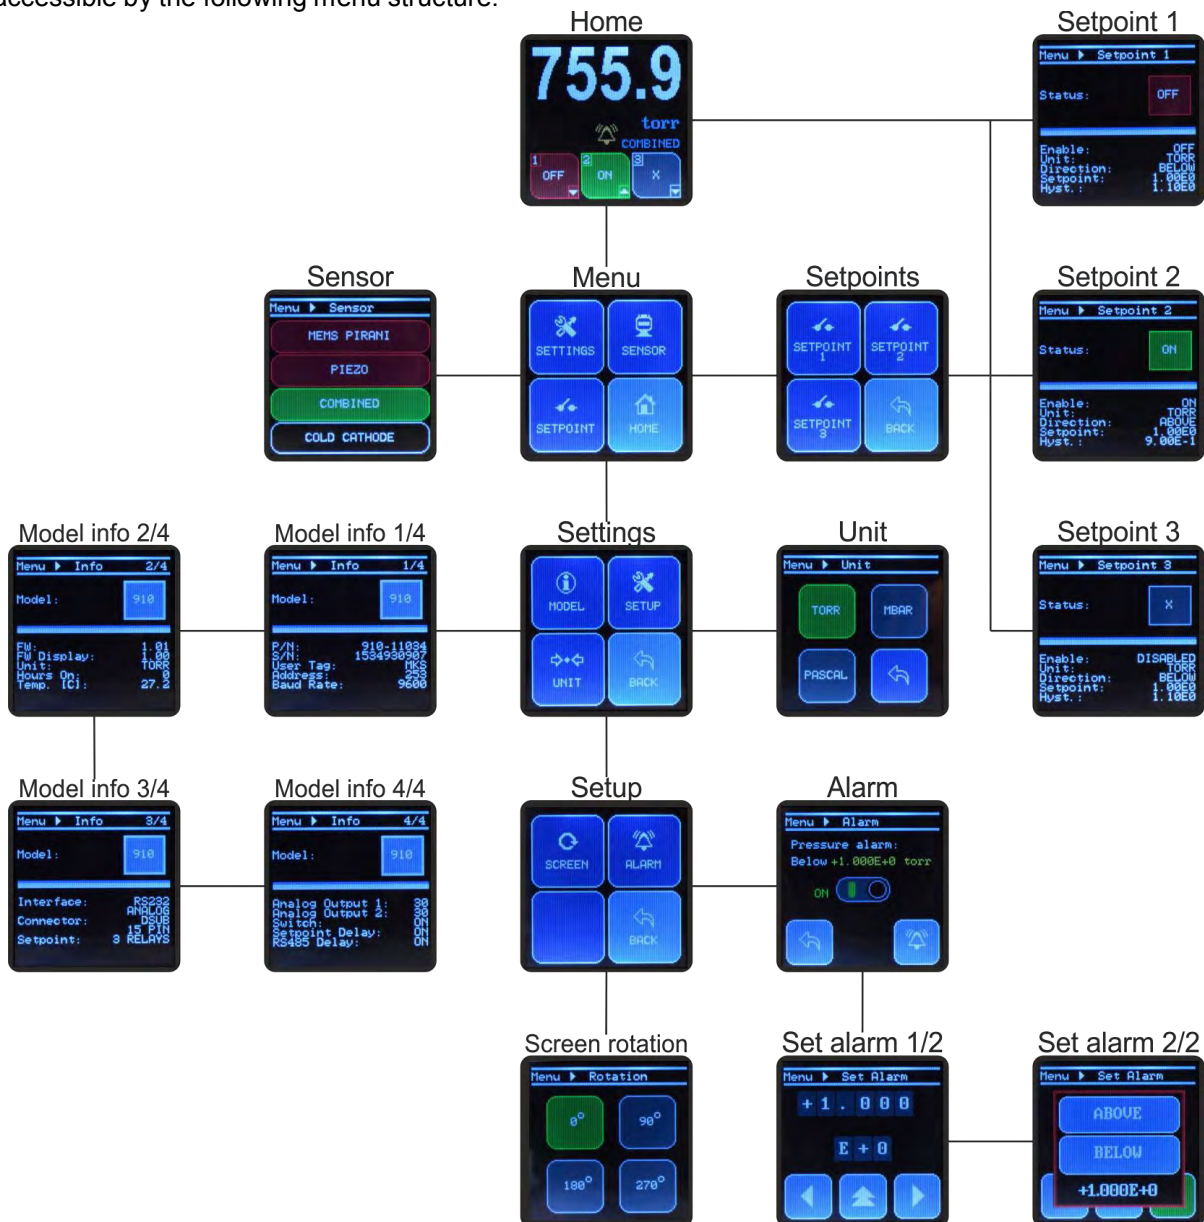 accessible by the following menu structure:
Home
755.9
torr
COMBINED
1
OFF
2
ON
3
X
Setpoint 1
Menu ▶ Setpoint 1
Status: OFF
Enable: OFF
Unit: TORR
Direction: BELOW
Setpoint: 1.00E0
Hyst.: 1.10E0
Sensor
Menu ▶ Sensor
MEMS PIRANI
PIEZO
COMBINED
COLD CATHODE
Menu
SETTINGS
SENSOR
SETPOINT
HOME
Setpoints
SETPOINT
1
SETPOINT
2
SETPOINT
3
BACK
Setpoint 2
Menu ▶ Setpoint 2
Status: ON
Enable: ON
Unit: TORR
Direction: ABOVE
Setpoint: 1.00E0
Hyst.: 9.00E-1
Model info 2/4
Menu ▶ Info 2/4
Model: 910
FW: 1.01
FW Display: 1.00
Unit: TORR
Hours On: 0
Temp. [C]: 27.2
Model info 1/4
Menu ▶ Info 1/4
Model: 910
P/N: 910-11034
S/N: 1534930907
User Tag: MKS
Address: 253
Baud Rate: 9600
Settings
MODEL
SETUP
UNIT
BACK
Unit
Menu ▶ Unit
TORR
MBAR
PASCAL
Setpoint 3
Menu ▶ Setpoint 3
Status: X
Enable: DISABLED
Unit: TORR
Direction: BELOW
Setpoint: 1.00E0
Hyst.: 1.10E0
Model info 3/4
Menu ▶ Info 3/4
Model: 910
Interface: RS232
ANALOG
Connector: DSUB
15 PIN
Setpoint: 3 RELAYS
Model info 4/4
Menu ▶ Info 4/4
Model: 910
Analog Output 1: 30
Analog Output 2: 30
Switch: ON
Setpoint Delay: ON
RS485 Delay: ON
Setup
SCREEN
ALARM
BACK
Alarm
Menu ▶ Alarm
Pressure alarm:
Below +1.000E+0 torr
ON
Screen rotation
Menu ▶ Rotation
0°
90°
180°
270°
Set alarm 1/2
Menu ▶ Set Alarm
+1.000
E+0
Set alarm 2/2
Menu ▶ Set Alarm
ABOVE
BELOW
+1.000E+0